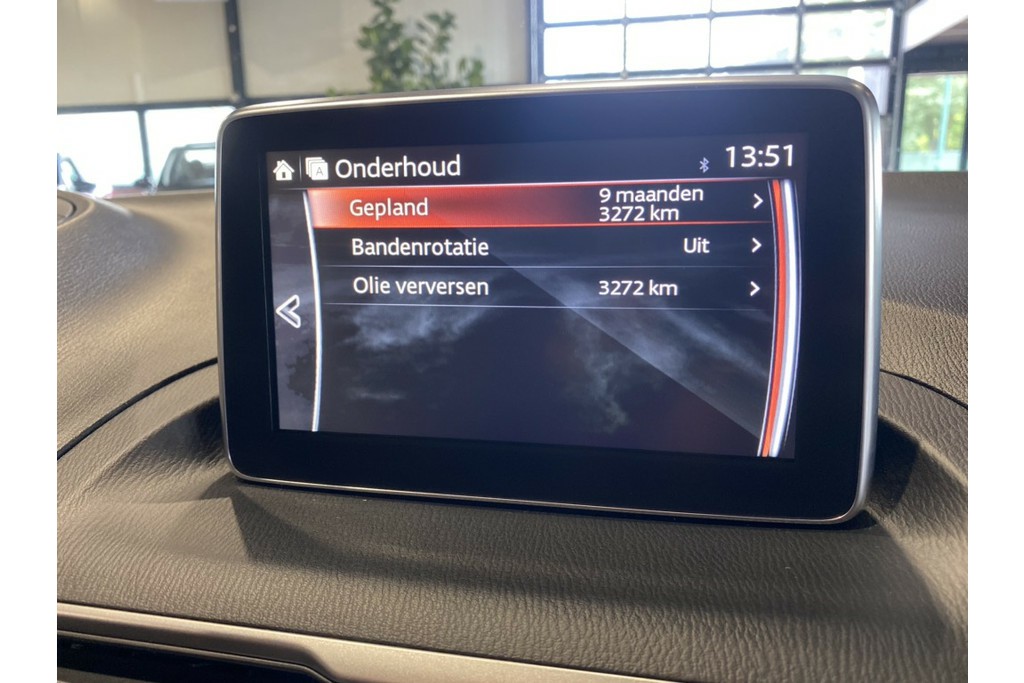 A Onderhoud 13:51
Gepland 9 maanden
3272 km
Bandenrotatie Uit
Olie verversen 3272 km